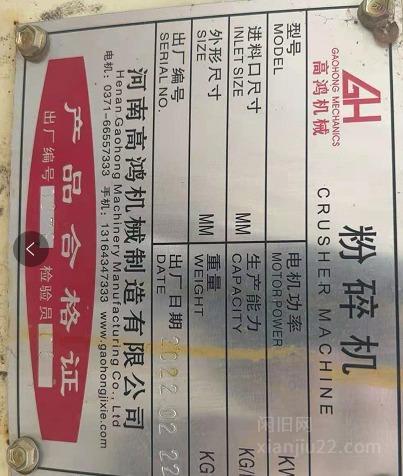 GH
GAOHONG MECHANICS
高鸿机械
粉碎机
CRUSHER MACHINE
型号
MODEL
电机功率
MOTOR POWER
KW
进料口尺寸
INLET SIZE
MM
生产能力
CAPACITY
KG/
外形尺寸
SIZE
MM
重量
WEIGHT
KG
出厂编号
SERIAL NO.
出厂日期
DATE
2022 02 22
河南高鸿机械制造有限公司
Henan Gaohong Machinery Manufacturing Co., Ltd
电机: 0371-66557333 手机: 13164347333 www.gaohongjixie.com
产品合格证
出厂编号
检验员
闲旧网
xianjiu22.com